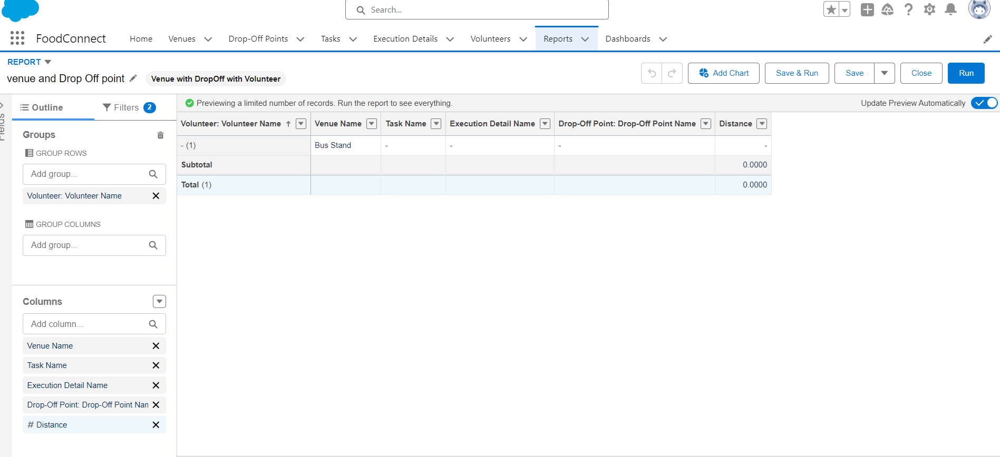 Search...
FoodConnect
Home
Venues
Drop-Off Points
Tasks
Execution Details
Volunteers
Reports
Dashboards
REPORT
venue and Drop Off point
Venue with DropOff with Volunteer
Add Chart
Save & Run
Save
Close
Run
Fields
Outline
Filters 2
Previewing a limited number of records. Run the report to see everything.
Update Preview Automatically
Groups
GROUP ROWS
Add group...
Volunteer: Volunteer Name
GROUP COLUMNS
Add group...
Columns
Add column...
Venue Name
Task Name
Execution Detail Name
Drop-Off Point: Drop-Off Point Nam
# Distance
Volunteer: Volunteer Name ↑ Venue Name Task Name Execution Detail Name Drop-Off Point: Drop-Off Point Name Distance
- (1) Bus Stand - - - -
Subtotal 0.0000
Total (1) 0.0000